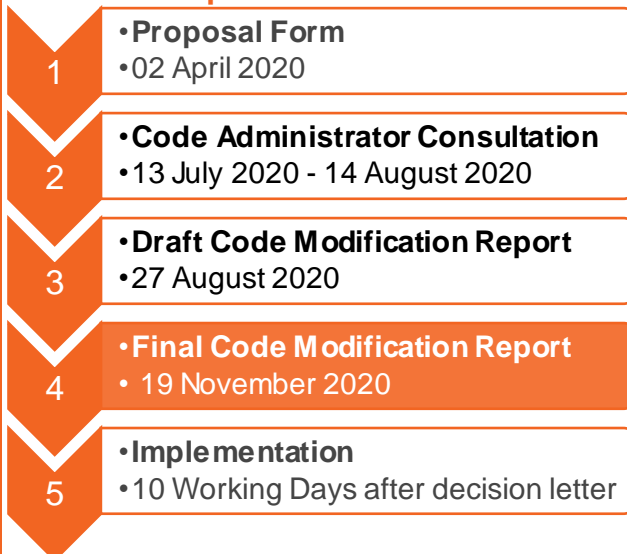 1
•Proposal Form
•02 April 2020
2
•Code Administrator Consultation
•13 July 2020 - 14 August 2020
3
•Draft Code Modification Report
•27 August 2020
4
•Final Code Modification Report
• 19 November 2020
5
•Implementation
•10 Working Days after decision letter